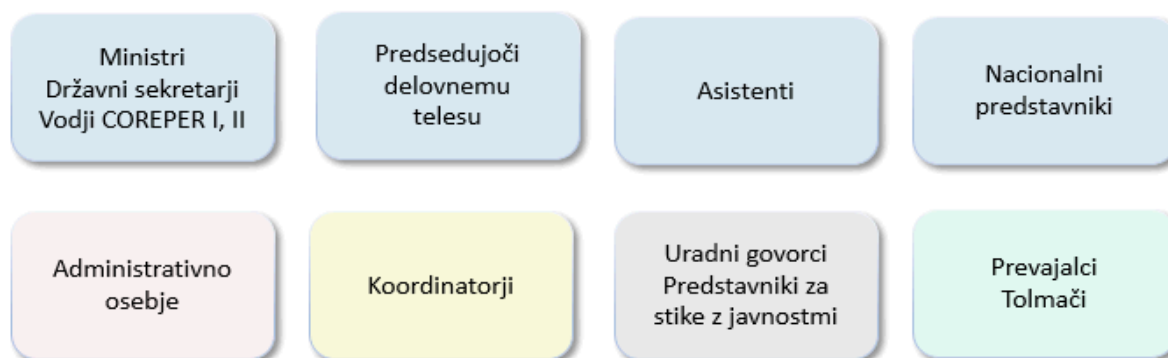 Ministri
Državni sekretarji
Vodji COREPER I, II
Predsedujoči
delovnemu
telesu
Asistenti
Nacionalni
predstavniki
Administrativno
osebje
Koordinatorji
Uradni govorci
Predstavniki za
stike z javnostmi
Prevajalci
Tolmači